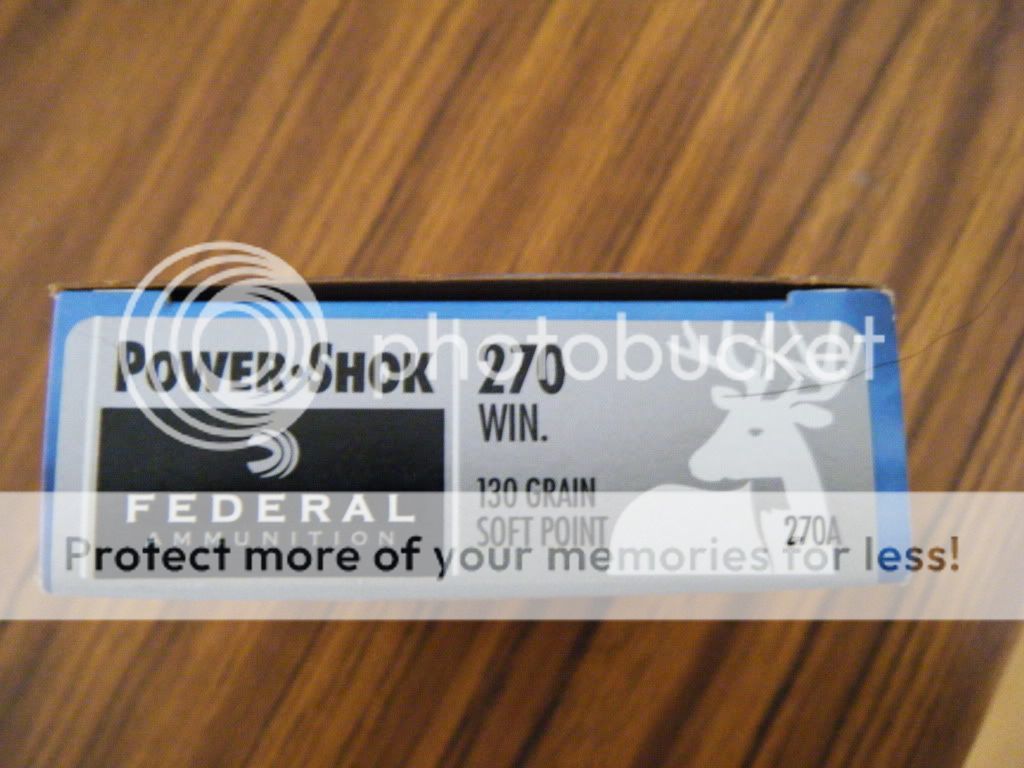 photobucket
POWER•SHOK
270
WIN.
FEDERAL
AMMUNITION
130 GRAIN
SOFT POINT
270A
Protect more of your memories for less!